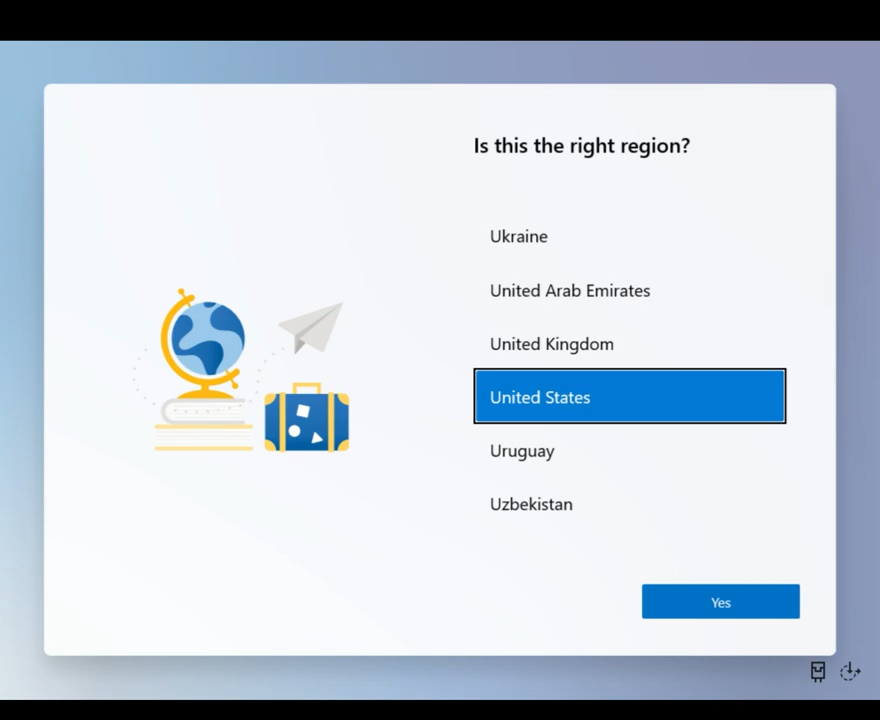 Is this the right region?
Ukraine
United Arab Emirates
United Kingdom
United States
Uruguay
Uzbekistan
Yes